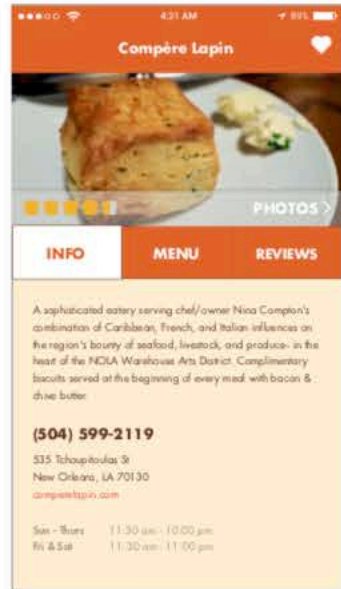 4:21 AM
Compère Lapin
PHOTOS >
INFO MENU REVIEWS
A sophisticated eatery serving chef/owner Nina Compton's
combination of Caribbean, French, and Italian influences on
the region's bounty of seafood, livestock, and produce- in the
heart of the NOLA Warehouse Arts District. Complimentary
biscuits served at the beginning of every meal with bacon &
chive butter.
(504) 599-2119
535 Tchoupitoulas St
New Orleans, LA 70130
comperelapin.com
Sun - Thurs 11:30 am - 10:00 pm
Fri & Sat 11:30 am - 11:00 pm